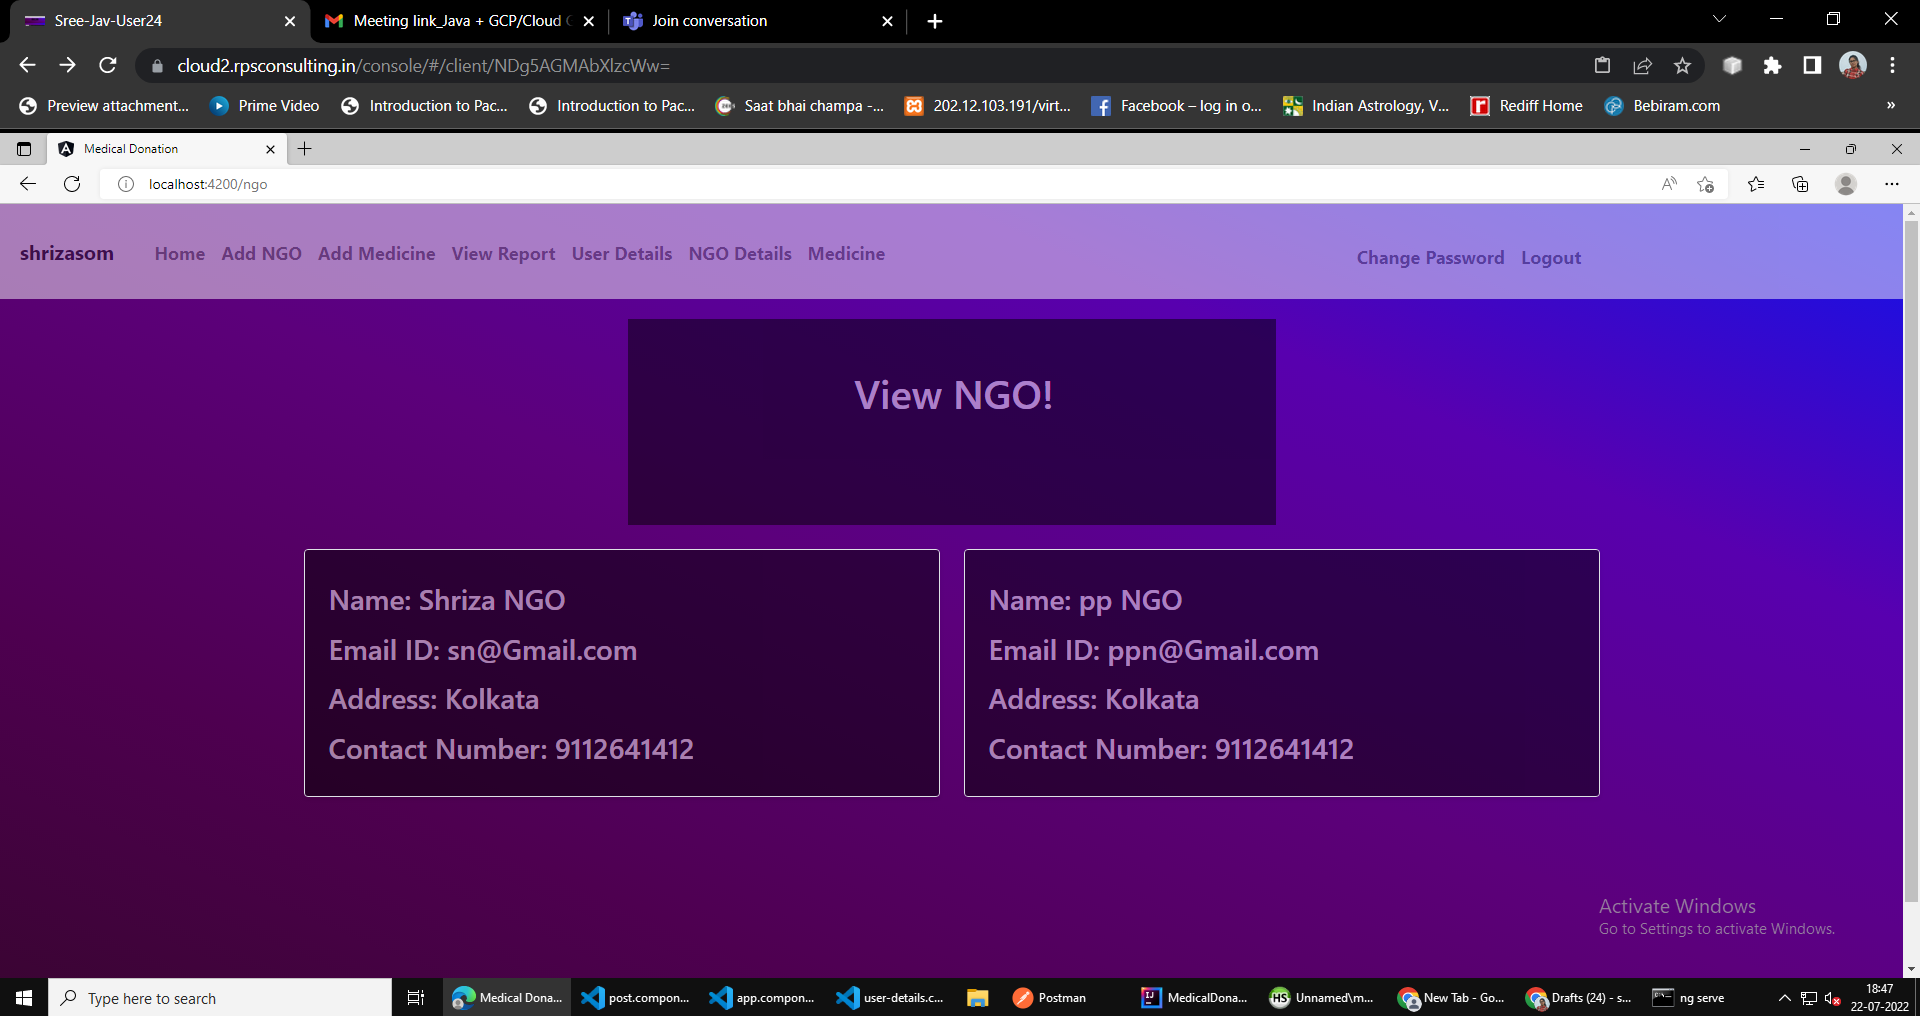 Sree-Jav-User24
Meeting link_Java + GCP/Cloud
Join conversation
cloud2.rpsconsulting.in/console/#/client/NDg5AGMAbXlzcWw=
Preview attachment...
Prime Video
Introduction to Pac...
Introduction to Pac...
Saat bhai champa -...
202.12.103.191/virt...
Facebook – log in o...
Indian Astrology, V...
Rediff Home
Bebiram.com
»
Medical Donation
localhost:4200/ngo
shrizasom
Home
Add NGO
Add Medicine
View Report
User Details
NGO Details
Medicine
Change Password
Logout
View NGO!
Name: Shriza NGO
Email ID: sn@Gmail.com
Address: Kolkata
Contact Number: 9112641412
Name: pp NGO
Email ID: ppn@Gmail.com
Address: Kolkata
Contact Number: 9112641412
Activate Windows
Go to Settings to activate Windows.
Type here to search
Medical Dona...
post.compon...
app.compon...
user-details.c...
Postman
MedicalDona...
Unnamed\m...
New Tab - Go...
Drafts (24) - s...
ng serve
18:47
22-07-2022